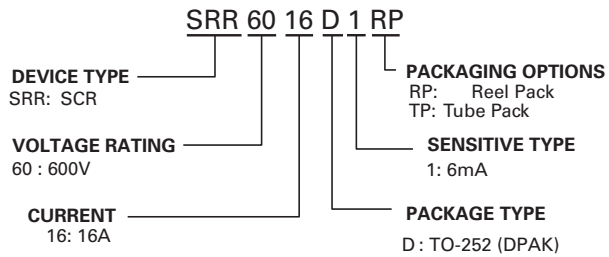 SRR 60 16 D 1 RP
DEVICE TYPE
SRR: SCR
VOLTAGE RATING
60 : 600V
CURRENT
16: 16A
PACKAGING OPTIONS
RP: Reel Pack
TP: Tube Pack
SENSITIVE TYPE
1: 6mA
PACKAGE TYPE
D : TO-252 (DPAK)